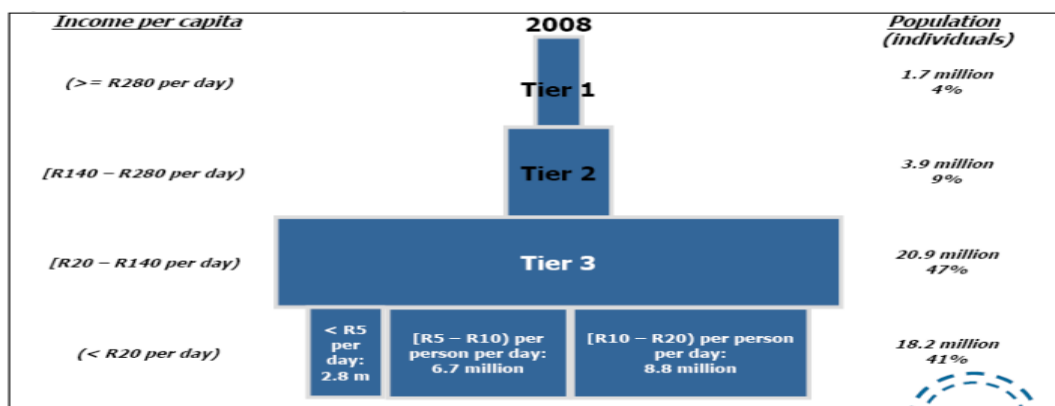 Income per capita
2008
Population
(individuals)
(>= R280 per day)
Tier 1
1.7 million
4%
[R140 – R280 per day)
Tier 2
3.9 million
9%
[R20 – R140 per day)
Tier 3
20.9 million
47%
(< R20 per day)
< R5
per
day:
2.8 m
[R5 – R10) per
person per day:
6.7 million
[R10 – R20) per person
per day:
8.8 million
18.2 million
41%